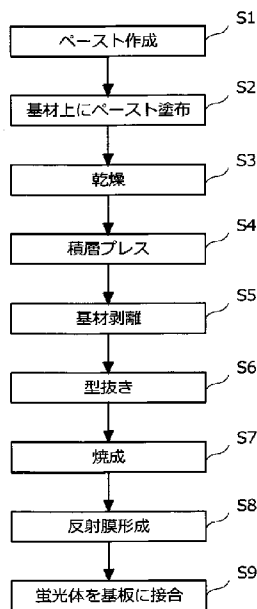 S1
ペースト作成
S2
基材上にペースト塗布
S3
乾燥
S4
積層プレス
S5
基材剥離
S6
型抜き
S7
焼成
S8
反射膜形成
S9
蛍光体を基板に接合